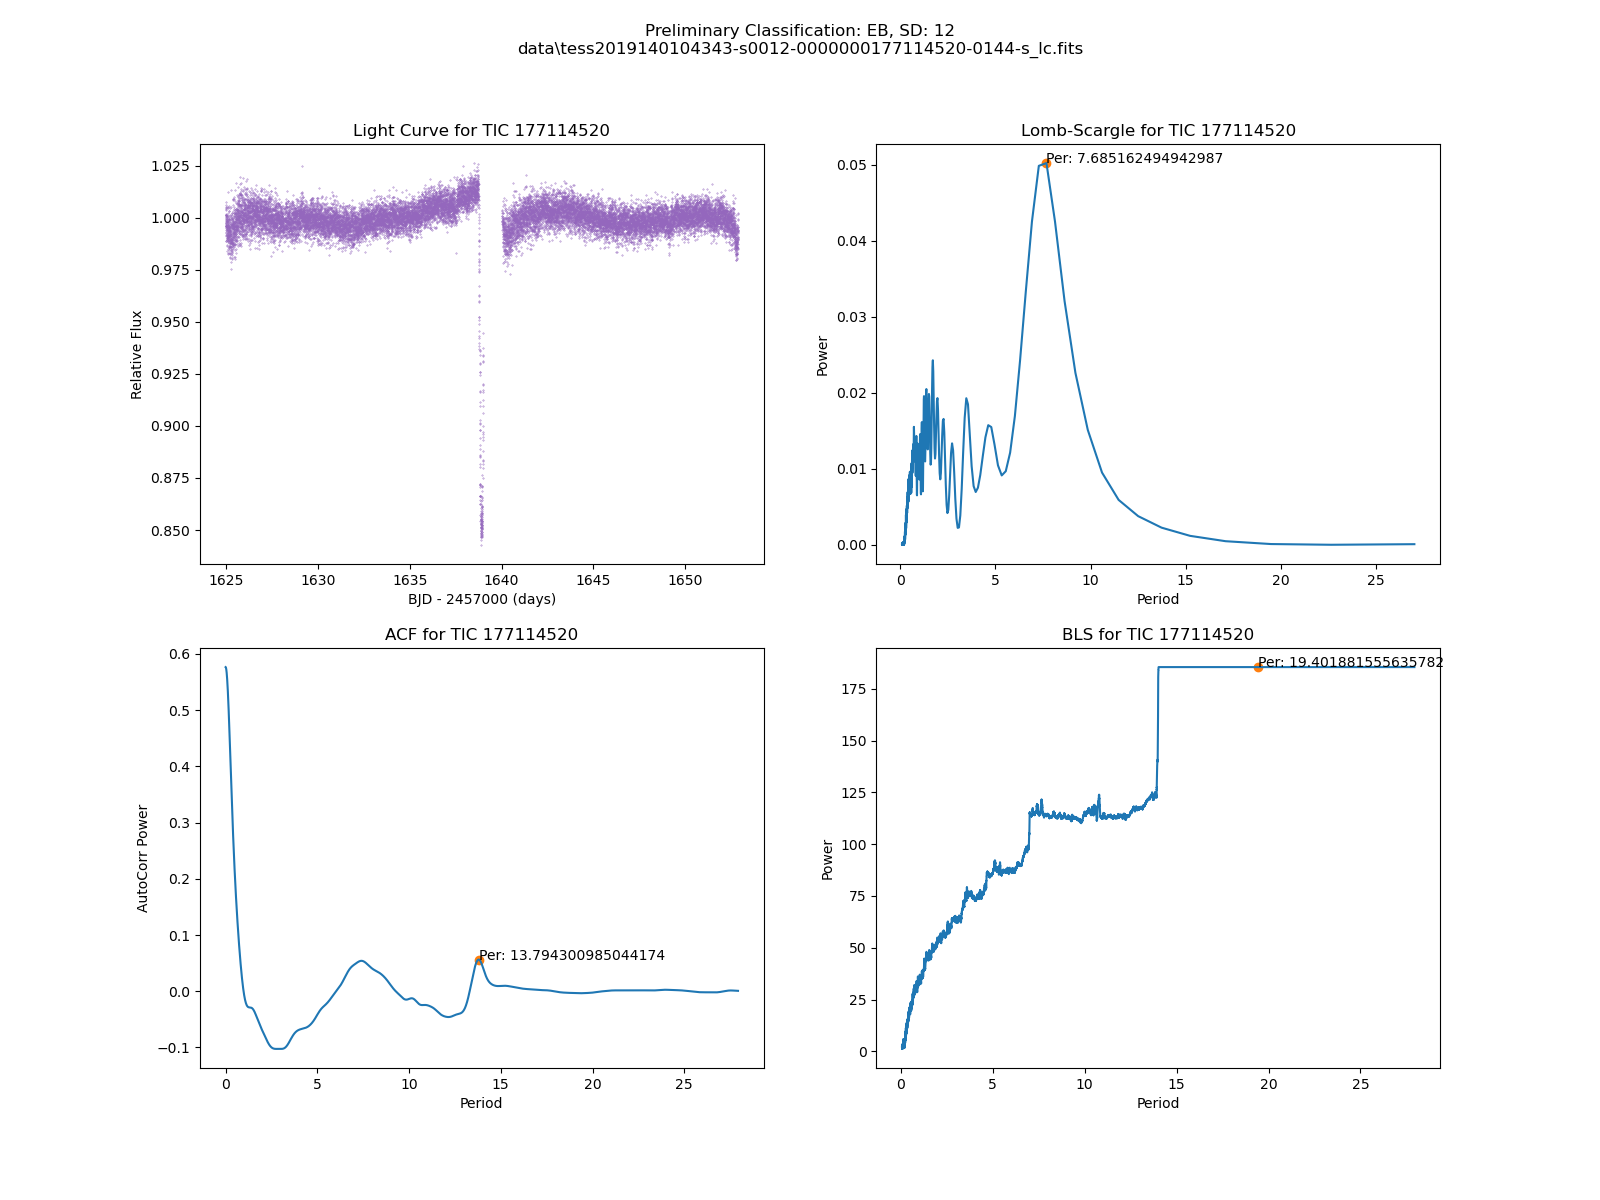 Preliminary Classification: EB, SD: 12
data\tess2019140104343-s0012-0000000177114520-0144-s_lc.fits
Light Curve for TIC 177114520
1.025
1.000
0.975
0.950
0.925
0.900
0.875
0.850
Relative Flux
1625 1630 1635 1640 1645 1650
BJD - 2457000 (days)
Lomb-Scargle for TIC 177114520
Per: 7.685162494942987
0.05
0.04
0.03
0.02
0.01
0.00
Power
0 5 10 15 20 25
Period
ACF for TIC 177114520
0.6
0.5
0.4
0.3
0.2
0.1
0.0
−0.1
AutoCorr Power
Per: 13.794300985044174
0 5 10 15 20 25
Period
BLS for TIC 177114520
Per: 19.401881555635782
175
150
125
100
75
50
25
0
Power
0 5 10 15 20 25
Period